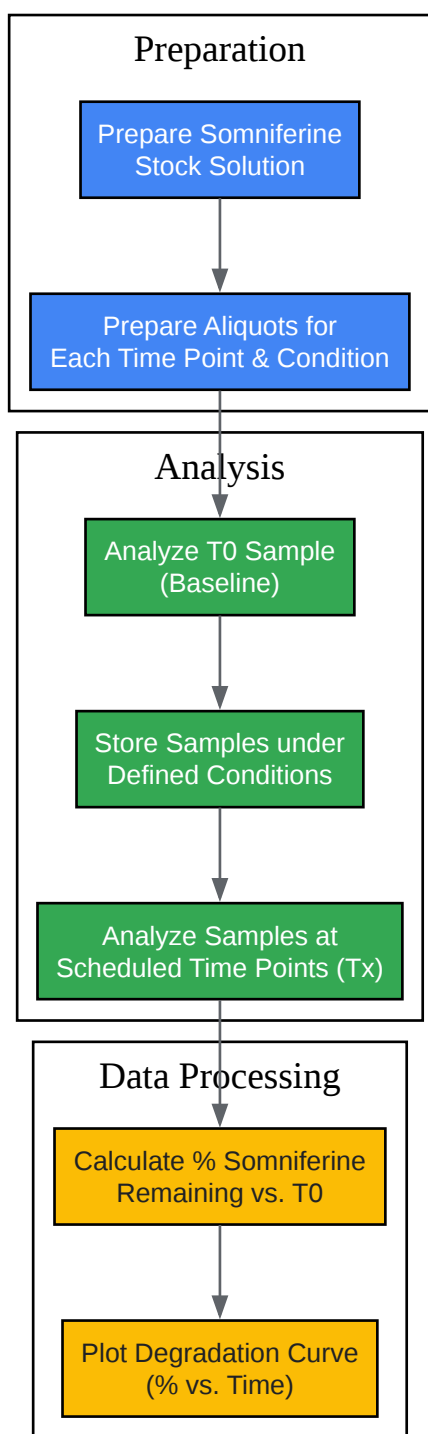 Preparation
Prepare Somniferine
Stock Solution
Prepare Aliquots for
Each Time Point & Condition
Analysis
Analyze T0 Sample
(Baseline)
Store Samples under
Defined Conditions
Analyze Samples at
Scheduled Time Points (Tx)
Data Processing
Calculate % Somniferine
Remaining vs. T0
Plot Degradation Curve
(% vs. Time)